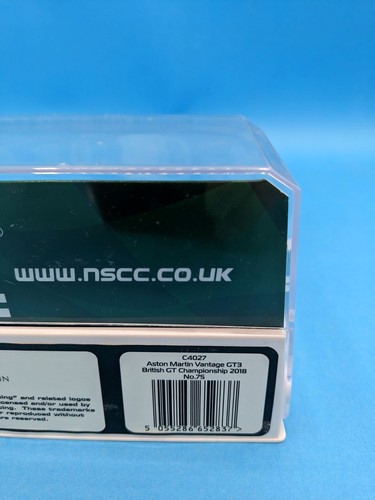 ®
www.nscc.co.uk
C4027
Aston Martin Vantage GT3
British GT Championship 2018
No.75
5 055286 652837 >
ing" and related logos
censed and/or used by
ing. These trademarks
reproduced without
s reserved.